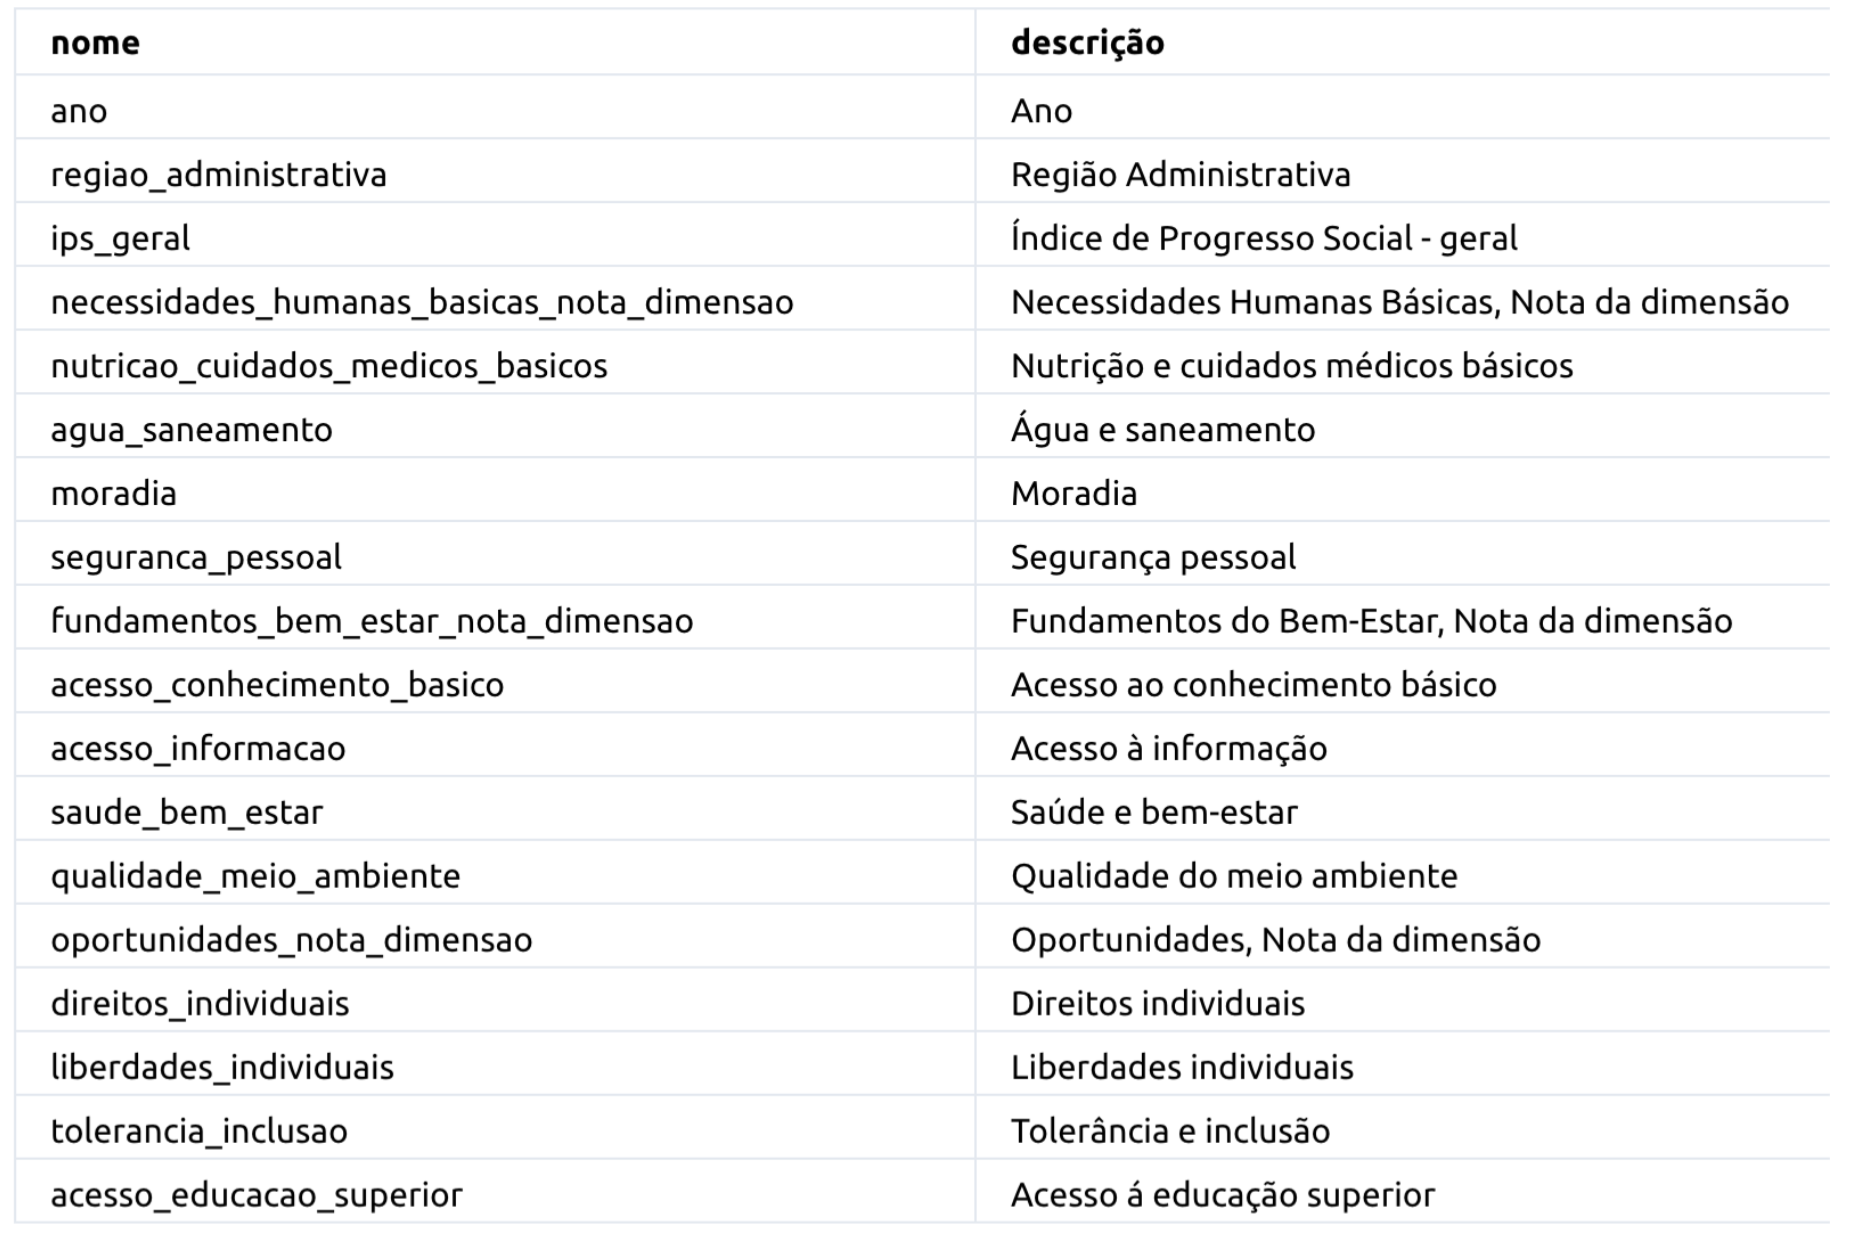 nome descrição
ano Ano
regiao_administrativa Região Administrativa
ips_geral Índice de Progresso Social - geral
necessidades_humanas_basicas_nota_dimensao Necessidades Humanas Básicas, Nota da dimensão
nutricao_cuidados_medicos_basicos Nutrição e cuidados médicos básicos
agua_saneamento Água e saneamento
moradia Moradia
seguranca_pessoal Segurança pessoal
fundamentos_bem_estar_nota_dimensao Fundamentos do Bem-Estar, Nota da dimensão
acesso_conhecimento_basico Acesso ao conhecimento básico
acesso_informacao Acesso à informação
saude_bem_estar Saúde e bem-estar
qualidade_meio_ambiente Qualidade do meio ambiente
oportunidades_nota_dimensao Oportunidades, Nota da dimensão
direitos_individuais Direitos individuais
liberdades_individuais Liberdades individuais
tolerancia_inclusao Tolerância e inclusão
acesso_educacao_superior Acesso á educação superior